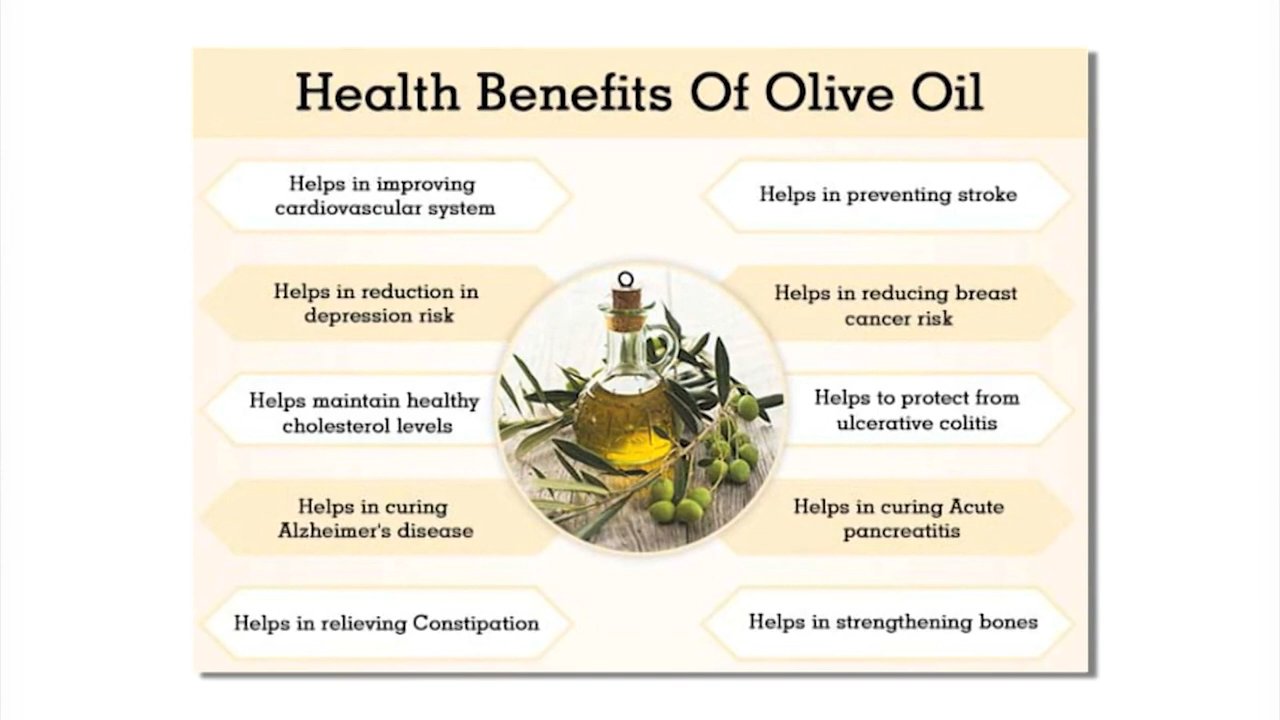 Health Benefits Of Olive Oil
Helps in improving
cardiovascular system
Helps in preventing stroke
Helps in reduction in
depression risk
Helps in reducing breast
cancer risk
Helps maintain healthy
cholesterol levels
Helps to protect from
ulcerative colitis
Helps in curing
Alzheimer's disease
Helps in curing Acute
pancreatitis
Helps in relieving Constipation
Helps in strengthening bones